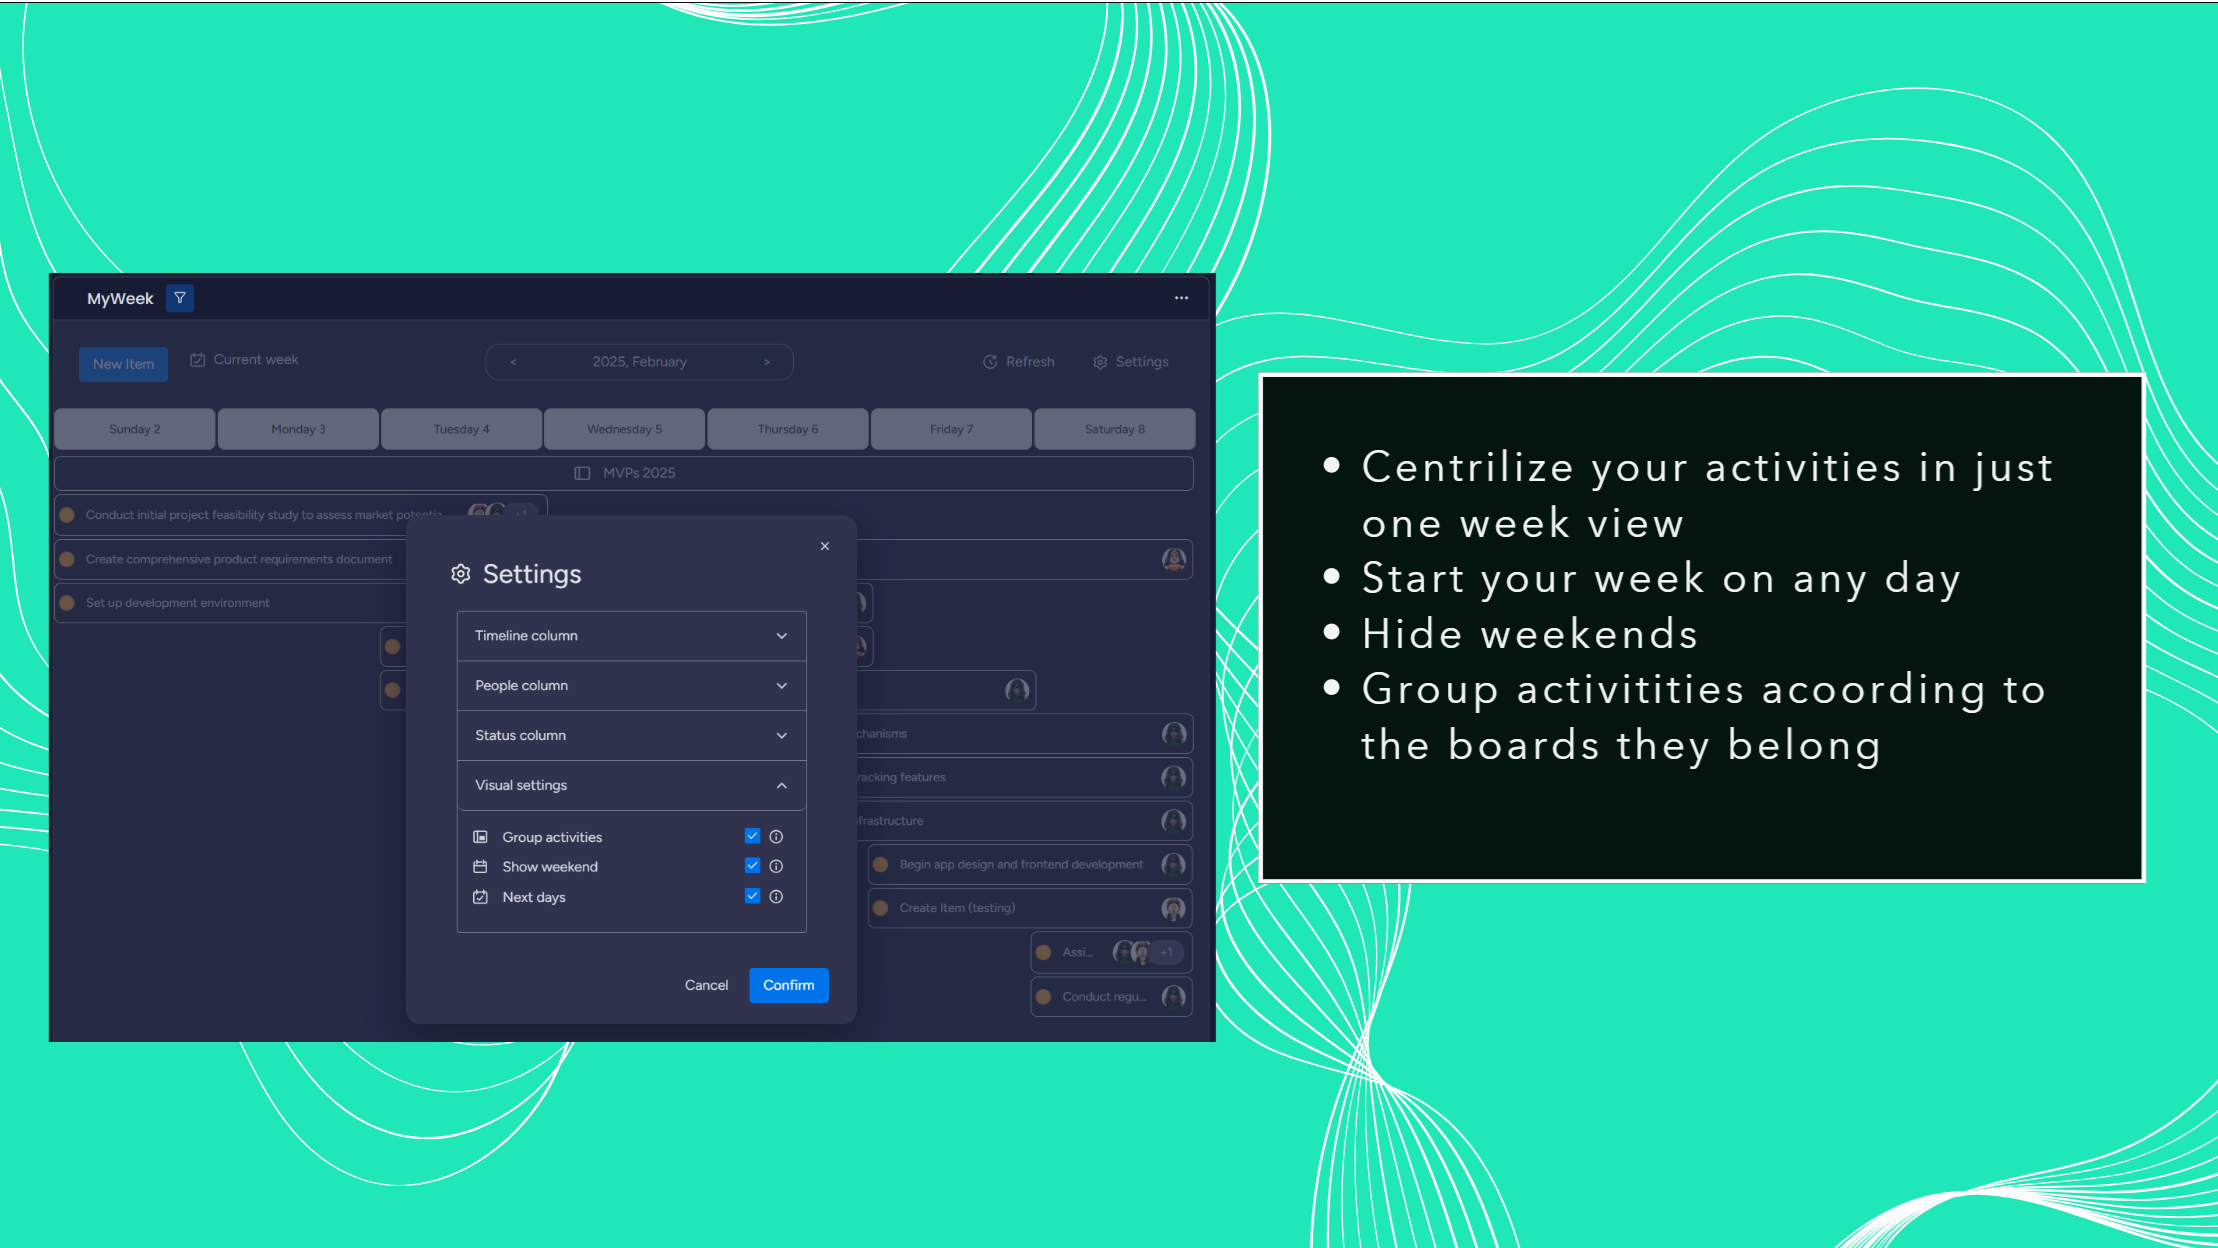 MyWeek
New Item
Current week
< 2025, February >
Refresh
Settings
Sunday 2
Monday 3
Tuesday 4
Wednesday 5
Thursday 6
Friday 7
Saturday 8
MVPs 2025
Conduct initial project feasibility study to assess market
+1
Create comprehensive product requirements document
Set up development environment
chanisms
racking features
frastructure
Begin app design and frontend development
Create Item (testing)
Assi...
+1
Conduct regu...
Settings
Timeline column
People column
Status column
Visual settings
Group activities
Show weekend
Next days
Cancel
Confirm
• Centrilize your activities in just
one week view
• Start your week on any day
• Hide weekends
• Group activitities acoording to
the boards they belong